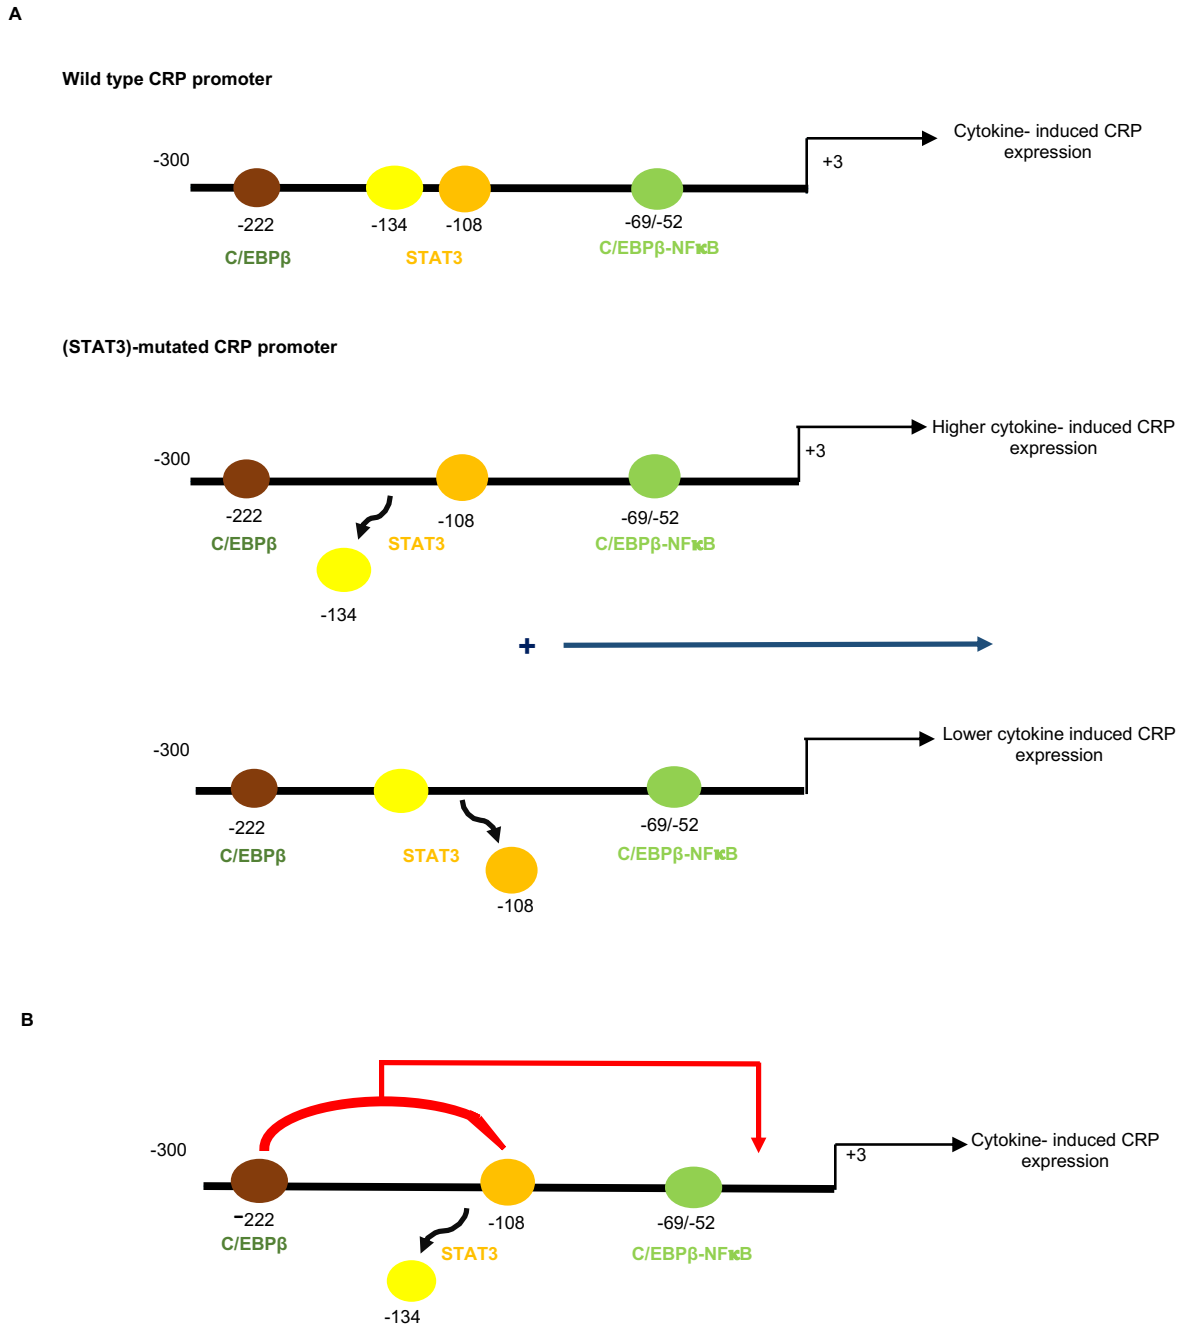 A
Wild type CRP promoter
Cytokine- induced CRP
expression
-300
+3
-222
-134
-108
-69/-52
C/EBPβ
STAT3
C/EBPβ-NFκB
(STAT3)-mutated CRP promoter
Higher cytokine- induced CRP
expression
-300
+3
-222
-108
-69/-52
C/EBPβ
STAT3
C/EBPβ-NFκB
-134
+
Lower cytokine induced CRP
expression
-300
-222
-69/-52
C/EBPβ
STAT3
C/EBPβ-NFκB
-108
B
-300
+3
Cytokine- induced CRP
expression
-222
-108
-69/-52
C/EBPβ
STAT3
C/EBPβ-NFκB
-134